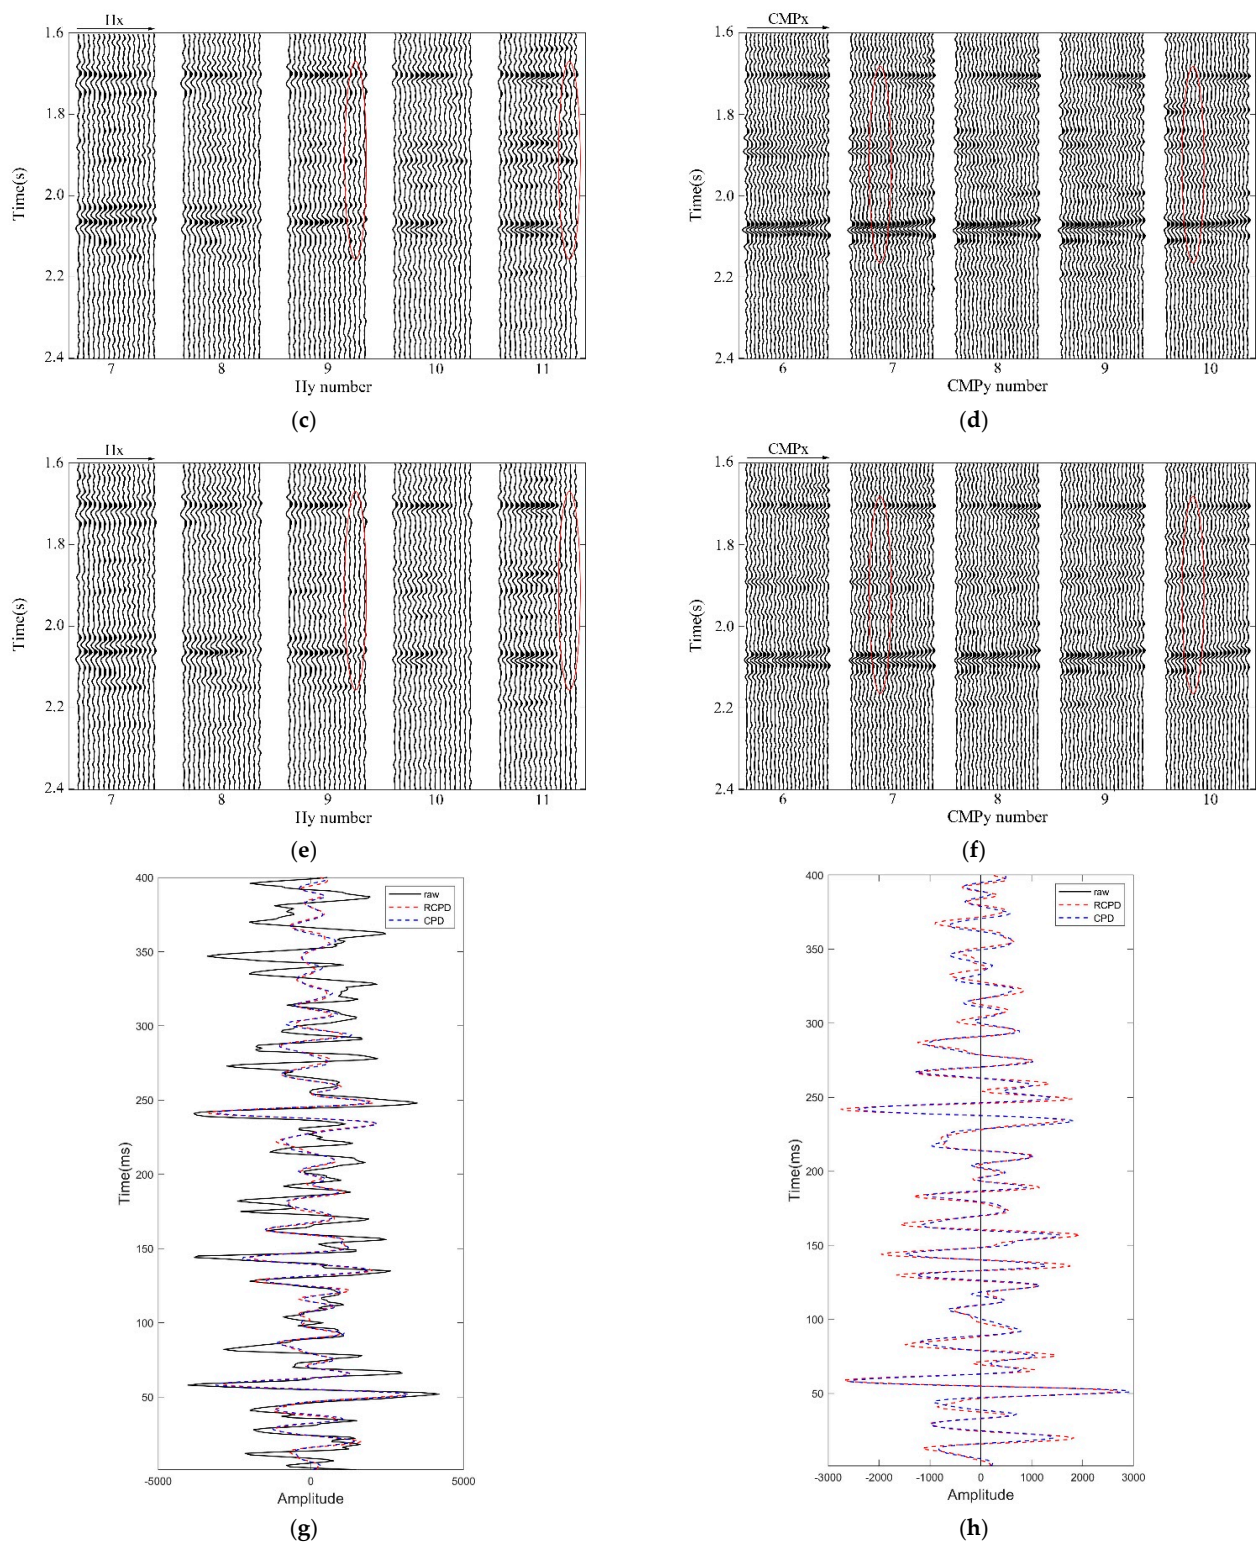 Hx
1.6
1.8
2.0
2.2
2.4
Time(s)
7 8 9 10 11
Hy number
(c)
CMPx
1.6
1.8
2.0
2.2
2.4
Time(s)
6 7 8 9 10
CMPy number
(d)
Hx
1.6
1.8
2.0
2.2
2.4
Time(s)
7 8 9 10 11
Hy number
(e)
CMPx
1.6
1.8
2.0
2.2
2.4
Time(s)
6 7 8 9 10
CMPy number
(f)
400
350
300
250
200
150
100
50
Time(ms)
raw
RCPD
CPD
-5000 0 5000
Amplitude
(g)
400
350
300
250
200
150
100
50
Time(ms)
raw
RCPD
CPD
-3000 -2000 -1000 0 1000 2000 3000
Amplitude
(h)